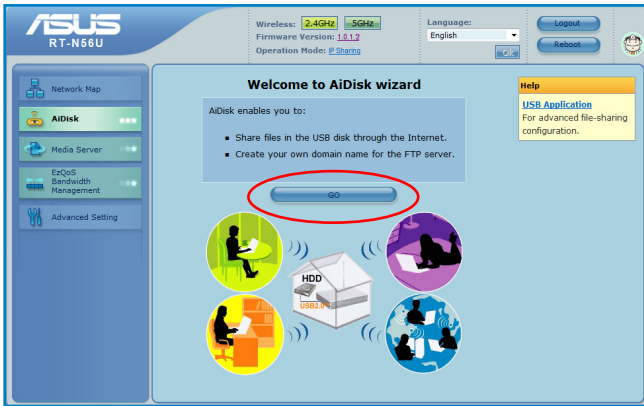 ASUS
RT-N56U
Wireless: 2.4GHz 5GHz
Firmware Version: 1.0.1.2
Operation Mode: IP Sharing
Language:
English
OK
Logout
Reboot
Network Map
AiDisk
Media Server
EzQoS
Bandwidth
Management
Advanced Setting
Welcome to AiDisk wizard
AiDisk enables you to:
Share files in the USB disk through the Internet.
Create your own domain name for the FTP server.
GO
HDD
USB2.0
Help
USB Application
For advanced file-sharing
configuration.